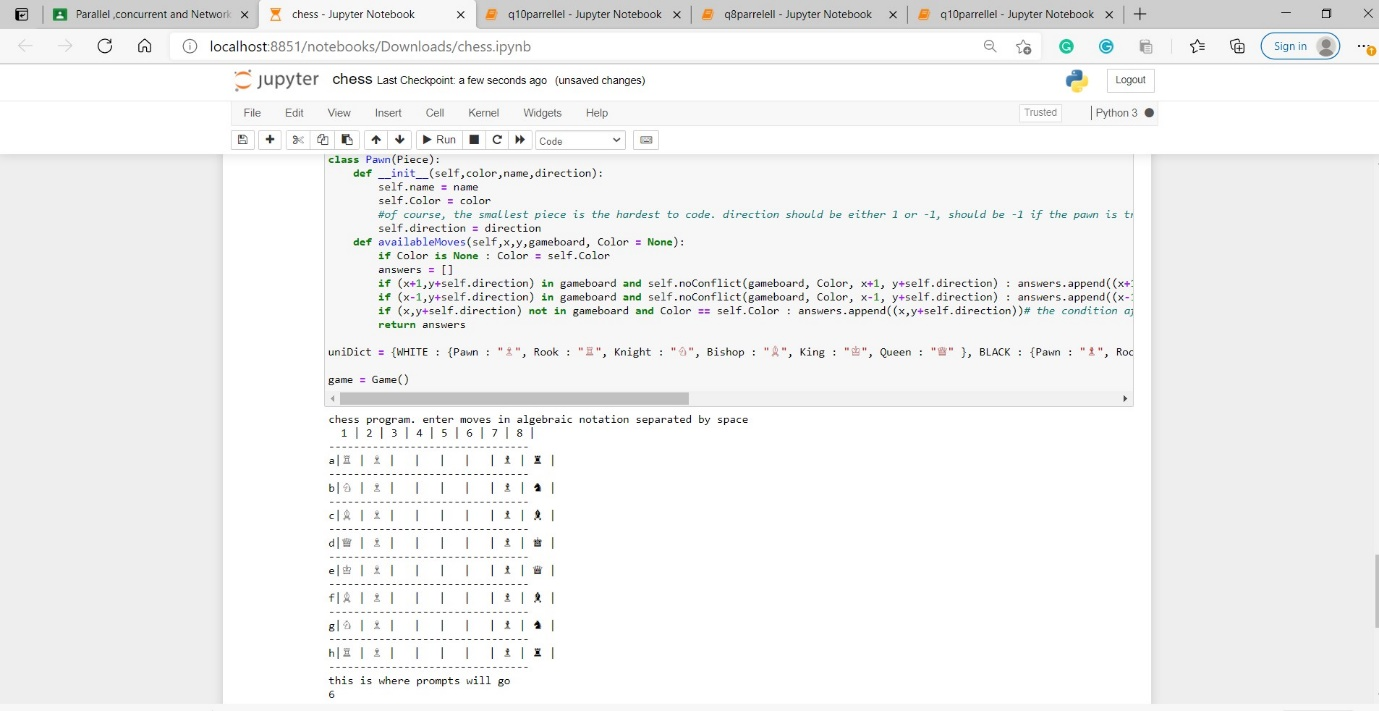 Parallel ,concurrent and Network
chess - Jupyter Notebook
q10parrellel - Jupyter Notebook
q8parrelell - Jupyter Notebook
q10parrellel - Jupyter Notebook
localhost:8851/notebooks/Downloads/chess.ipynb
Sign in
jupyter chess Last Checkpoint: a few seconds ago (unsaved changes)
Logout
File Edit View Insert Cell Kernel Widgets Help
Trusted
Python 3
Run
Code
class Pawn(Piece):
def __init__(self,color,name,direction):
self.name = name
self.Color = color
#of course, the smallest piece is the hardest to code. direction should be either 1 or -1, should be -1 if the pawn is
self.direction = direction
def availableMoves(self,x,y,gameboard, Color = None):
if Color is None : Color = self.Color
answers = []
if (x+1,y+self.direction) in gameboard and self.noConflict(gameboard, Color, x+1, y+self.direction) : answers.append((x+
if (x-1,y+self.direction) in gameboard and self.noConflict(gameboard, Color, x-1, y+self.direction) : answers.append((x-
if (x,y+self.direction) not in gameboard and Color == self.Color : answers.append((x,y+self.direction))# the condition
return answers
uniDict = {WHITE : {Pawn : "♙", Rook : "♖", Knight : "♘", Bishop : "♗", King : "♔", Queen : "♕" }, BLACK : {Pawn : "♟", Roo
game = Game()
chess program. enter moves in algebraic notation separated by space
1 | 2 | 3 | 4 | 5 | 6 | 7 | 8 |
--------------------------------
a|♖ | ♙ | | | | | ♟ | ♜ |
--------------------------------
b|♘ | ♙ | | | | | ♟ | ♞ |
--------------------------------
c|♗ | ♙ | | | | | ♟ | ♝ |
--------------------------------
d|♕ | ♙ | | | | | ♟ | ♚ |
--------------------------------
e|♔ | ♙ | | | | | ♟ | ♛ |
--------------------------------
f|♗ | ♙ | | | | | ♟ | ♝ |
--------------------------------
g|♘ | ♙ | | | | | ♟ | ♞ |
--------------------------------
h|♖ | ♙ | | | | | ♟ | ♜ |
--------------------------------
this is where prompts will go
6